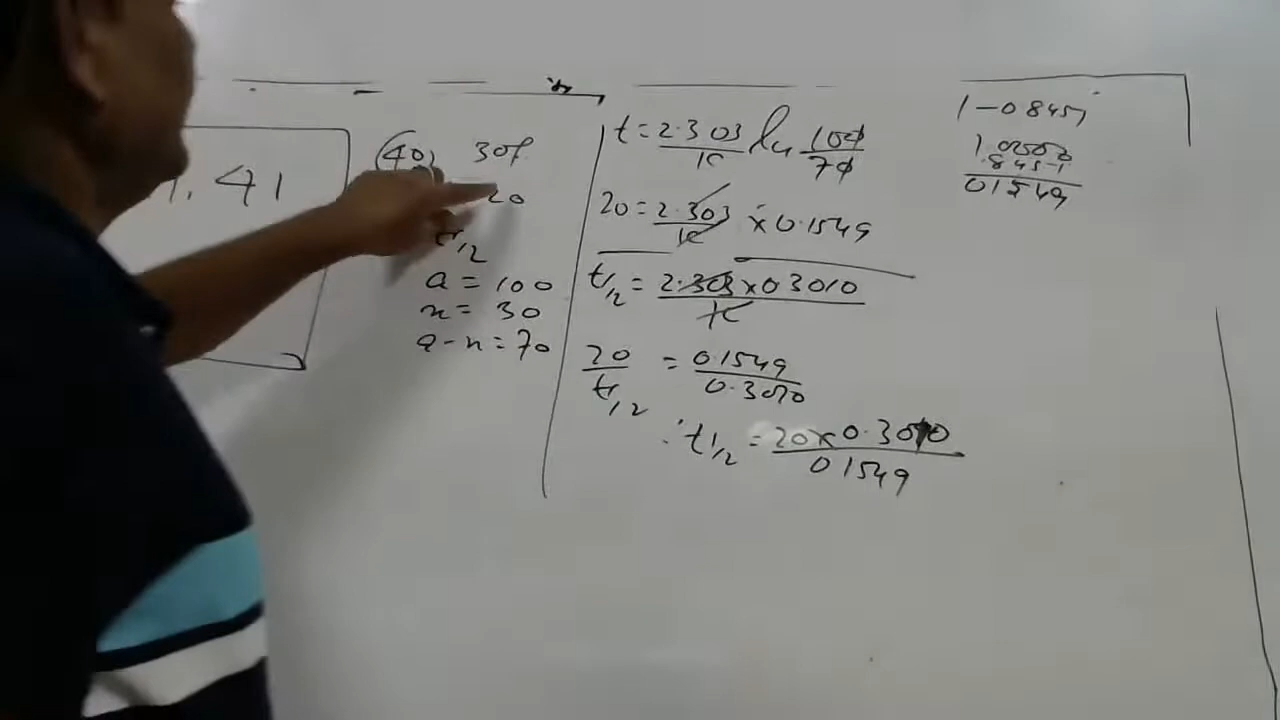 .41
(40) 30%
20
t1/2
a = 100
x = 30
a - x = 70
t = 2.303/K ln 100/70
20 = 2.303/K × 0.1549
t1/2 = 2.303 × 0.3010/K
20/t1/2 = 0.1549/0.3010
∴ t1/2 = 20 × 0.3010/0.1549
1 - 0.8451
1.0000
.8451
0.1549